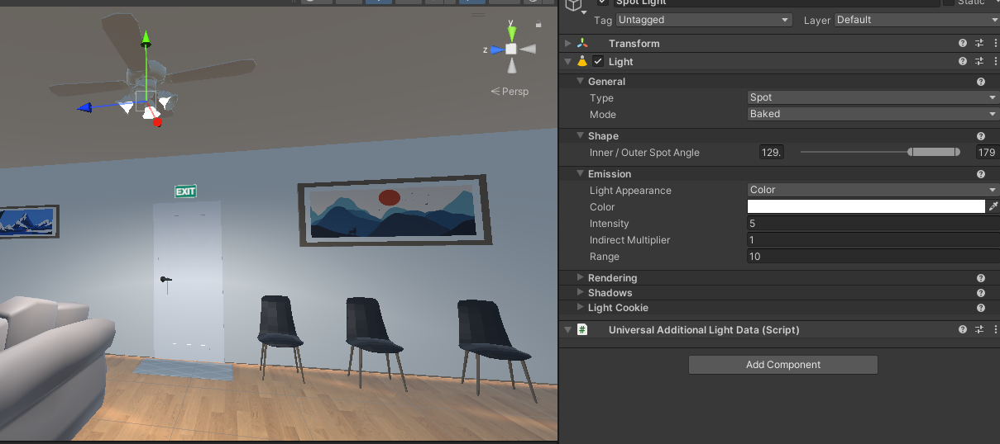 Spot Light
Static
Tag Untagged Layer Default
Transform
Light
General
Type Spot
Mode Baked
Shape
Inner / Outer Spot Angle 129. 179
Emission
Light Appearance Color
Color
Intensity 5
Indirect Multiplier 1
Range 10
Rendering
Shadows
Light Cookie
# Universal Additional Light Data (Script)
Add Component
y
z
< Persp
EXIT